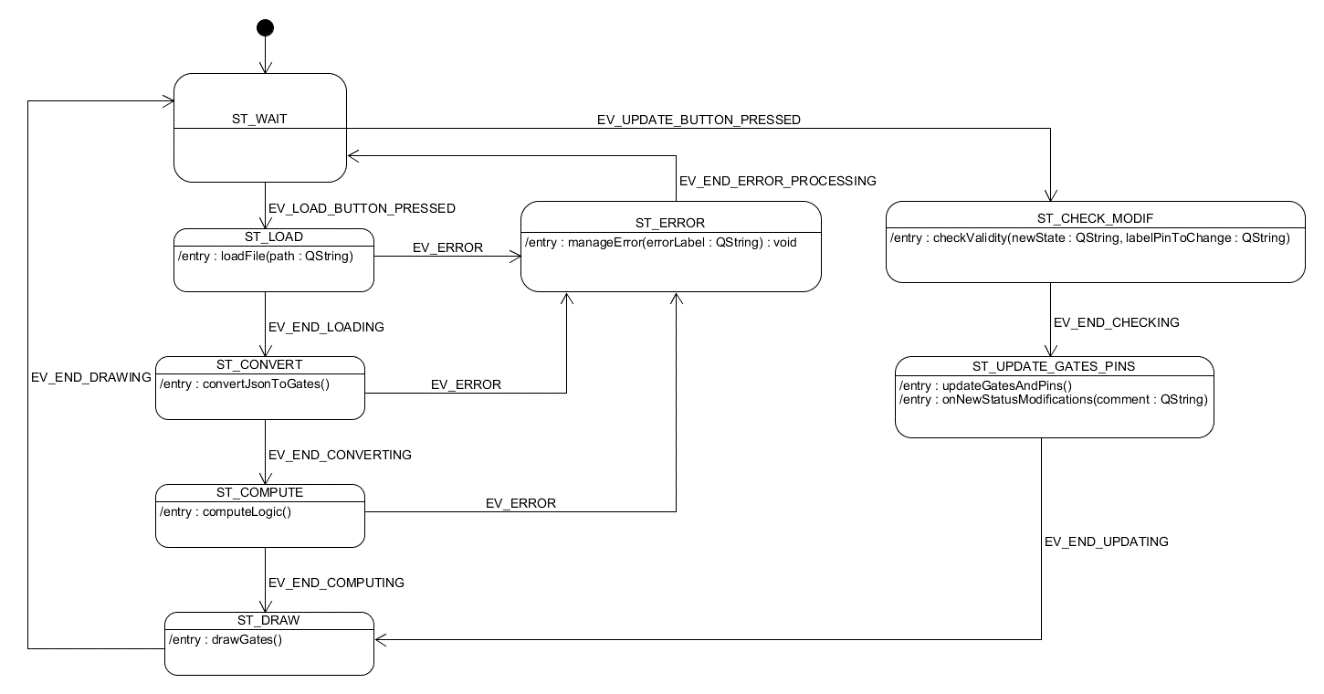 ST_WAIT
EV_UPDATE_BUTTON_PRESSED
EV_END_ERROR_PROCESSING
EV_LOAD_BUTTON_PRESSED
ST_LOAD
/entry : loadFile(path : QString)
EV_ERROR
ST_ERROR
/entry : manageError(errorLabel : QString) : void
ST_CHECK_MODIF
/entry : checkValidity(newState : QString, labelPinToChange : QString)
EV_END_LOADING
EV_END_CHECKING
EV_END_DRAWING
ST_CONVERT
/entry : convertJsonToGates()
EV_ERROR
ST_UPDATE_GATES_PINS
/entry : updateGatesAndPins()
/entry : onNewStatusModifications(comment : QString)
EV_END_CONVERTING
ST_COMPUTE
/entry : computeLogic()
EV_ERROR
EV_END_UPDATING
EV_END_COMPUTING
ST_DRAW
/entry : drawGates()